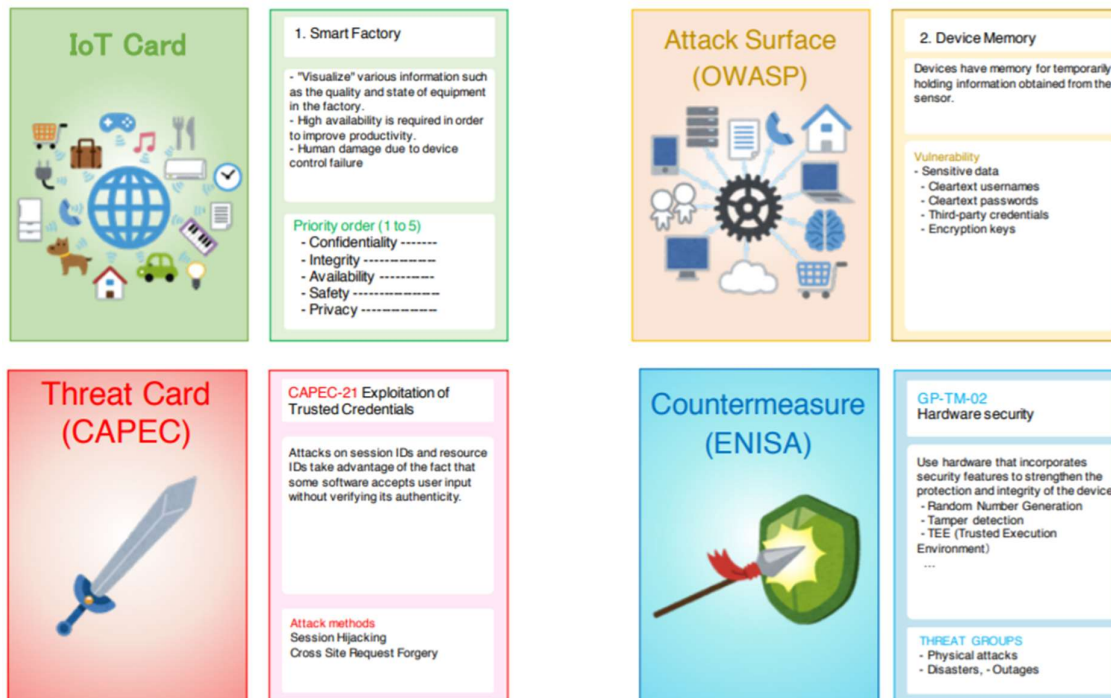 IoT Card
1. Smart Factory
- "Visualize" various information such
as the quality and state of equipment
in the factory.
- High availability is required in order
to improve productivity.
- Human damage due to device
control failure
Priority order (1 to 5)
- Confidentiality -------
- Integrity ---------------
- Availability -----------
- Safety ------------------
- Privacy ----------------
Attack Surface
(OWASP)
2. Device Memory
Devices have memory for temporarily
holding information obtained from the
sensor.
Vulnerability
- Sensitive data
- Cleartext usernames
- Cleartext passwords
- Third-party credentials
- Encryption keys
Threat Card
(CAPEC)
CAPEC-21 Exploitation of
Trusted Credentials
Attacks on session IDs and resource
IDs take advantage of the fact that
some software accepts user input
without verifying its authenticity.
Attack methods
Session Hijacking
Cross Site Request Forgery
Countermeasure
(ENISA)
GP-TM-02
Hardware security
Use hardware that incorporates
security features to strengthen the
protection and integrity of the device
- Random Number Generation
- Tamper detection
- TEE (Trusted Execution
Environment)
...
THREAT GROUPS
- Physical attacks
- Disasters, - Outages